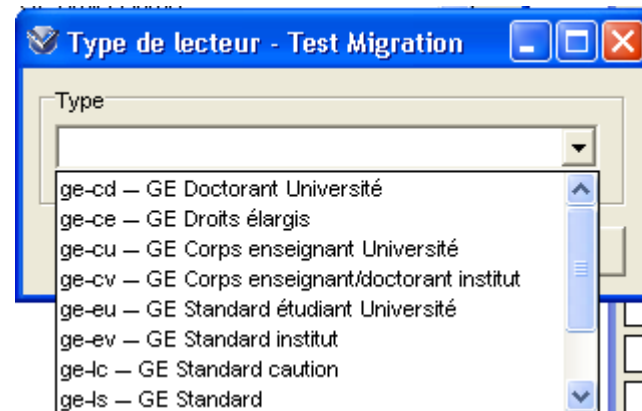 Type de lecteur - Test Migration
Type
ge-cd — GE Doctorant Université
ge-ce — GE Droits élargis
ge-cu — GE Corps enseignant Université
ge-cv — GE Corps enseignant/doctorant institut
ge-eu — GE Standard étudiant Université
ge-ev — GE Standard institut
ge-lc — GE Standard caution
ge-ls — GE Standard